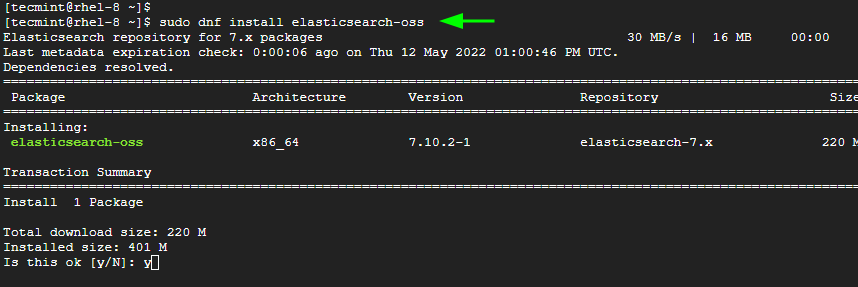 [tecmint@rhel-8 ~]$
[tecmint@rhel-8 ~]$ sudo dnf install elasticsearch-oss
Elasticsearch repository for 7.x packages 30 MB/s | 16 MB 00:00
Last metadata expiration check: 0:00:06 ago on Thu 12 May 2022 01:00:46 PM UTC.
Dependencies resolved.
================================================================================
Package Architecture Version Repository Size
================================================================================
Installing:
elasticsearch-oss x86_64 7.10.2-1 elasticsearch-7.x 220 M
Transaction Summary
================================================================================
Install 1 Package
Total download size: 220 M
Installed size: 401 M
Is this ok [y/N]: y